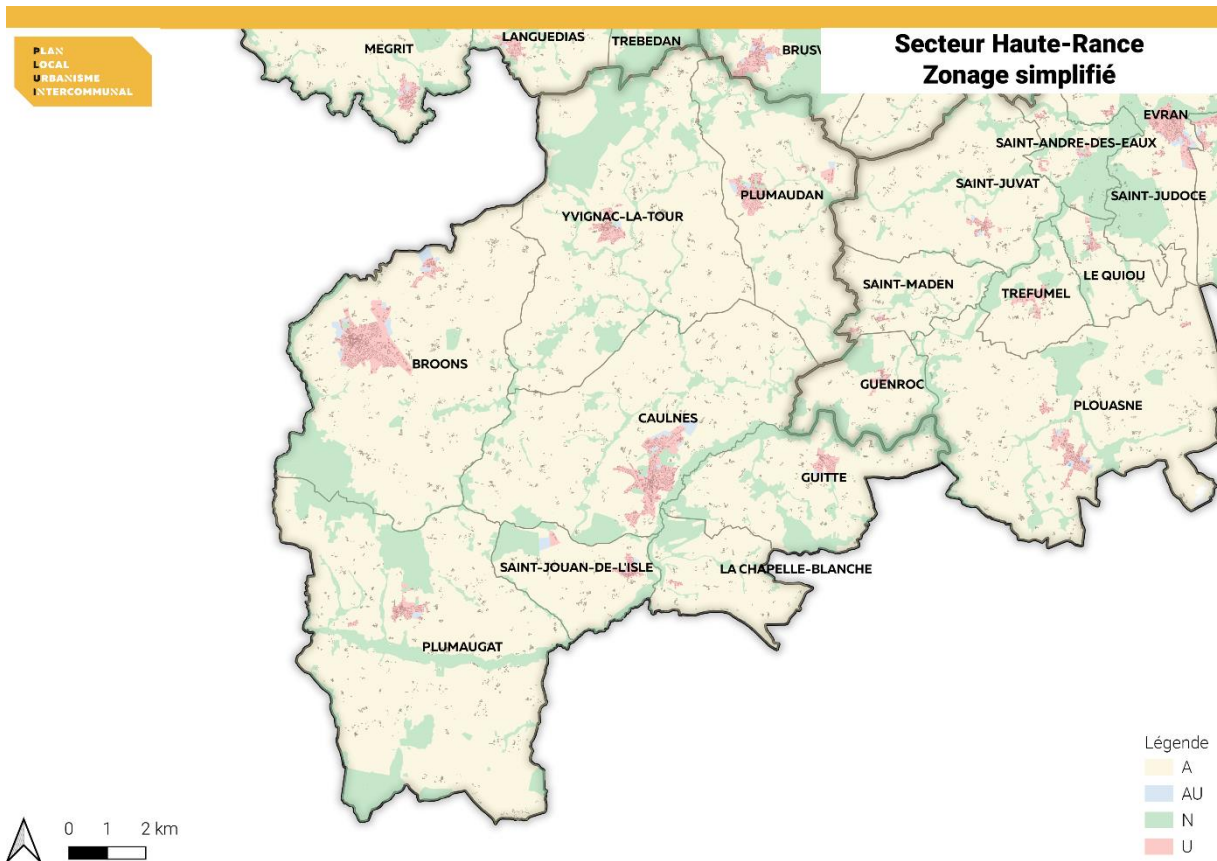 PLAN
LOCAL
URBANISME
INTERCOMMUNAL
Secteur Haute-Rance
Zonage simplifié
MEGRIT
LANGUEDIAS
TREBEDAN
BRUSV
EVRAN
SAINT-ANDRE-DES-EAUX
SAINT-JUVAT
SAINT-JUDOCE
PLUMAUDAN
YVIGNAC-LA-TOUR
LE QUIOU
SAINT-MADEN
TREFUMEL
BROONS
GUENROC
PLOUASNE
CAULNES
GUITTE
SAINT-JOUAN-DE-L'ISLE
LA CHAPELLE-BLANCHE
PLUMAUGAT
Légende
A
AU
N
U
0 1 2 km